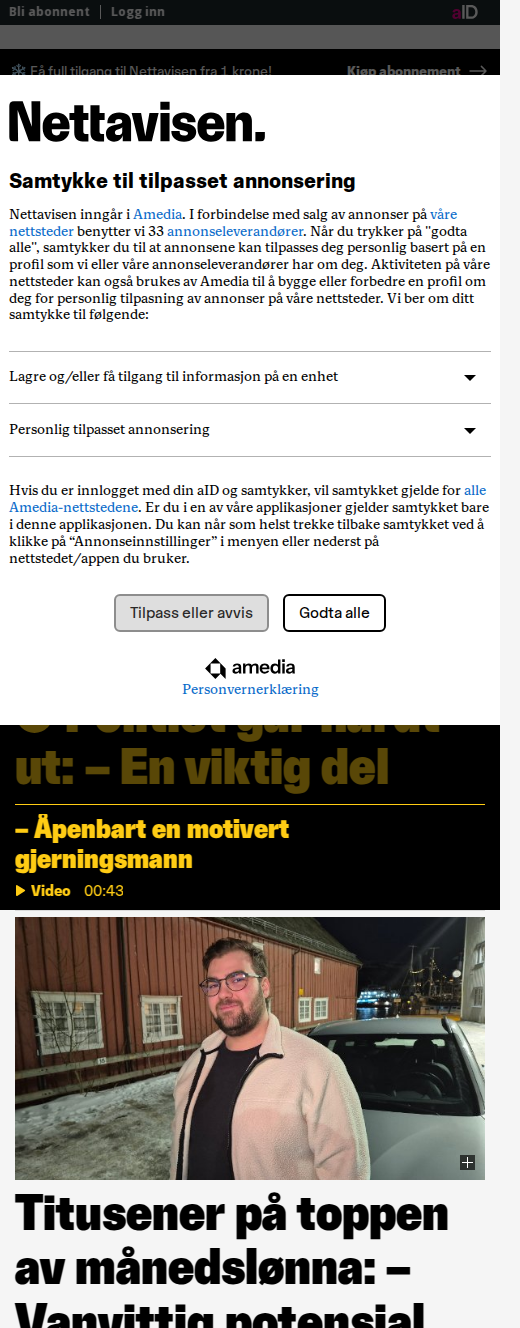 Bli abonnent | Logg inn
aID
Få full tilgang til Nettavisen fra 1 krone!
Kjøp abonnement
Nettavisen.
Samtykke til tilpasset annonsering
Nettavisen inngår i Amedia. I forbindelse med salg av annonser på våre
nettsteder benytter vi 33 annonseleverandører. Når du trykker på "godta
alle", samtykker du til at annonsene kan tilpasses deg personlig basert på en
profil som vi eller våre annonseleverandører har om deg. Aktiviteten på våre
nettsteder kan også brukes av Amedia til å bygge eller forbedre en profil om
deg for personlig tilpasning av annonser på våre nettsteder. Vi ber om ditt
samtykke til følgende:
Lagre og/eller få tilgang til informasjon på en enhet
Personlig tilpasset annonsering
Hvis du er innlogget med din aID og samtykker, vil samtykket gjelde for alle
Amedia-nettstedene. Er du i en av våre applikasjoner gjelder samtykket bare
i denne applikasjonen. Du kan når som helst trekke tilbake samtykket ved å
klikke på “Annonseinnstillinger” i menyen eller nederst på
nettstedet/appen du bruker.
Tilpass eller avvis
Godta alle
amedia
Personvernerklæring
ut: – En viktig del
– Åpenbart en motivert
gjerningsmann
Video 00:43
Titusener på toppen
av månedslønna: –
Vanvittig potensial